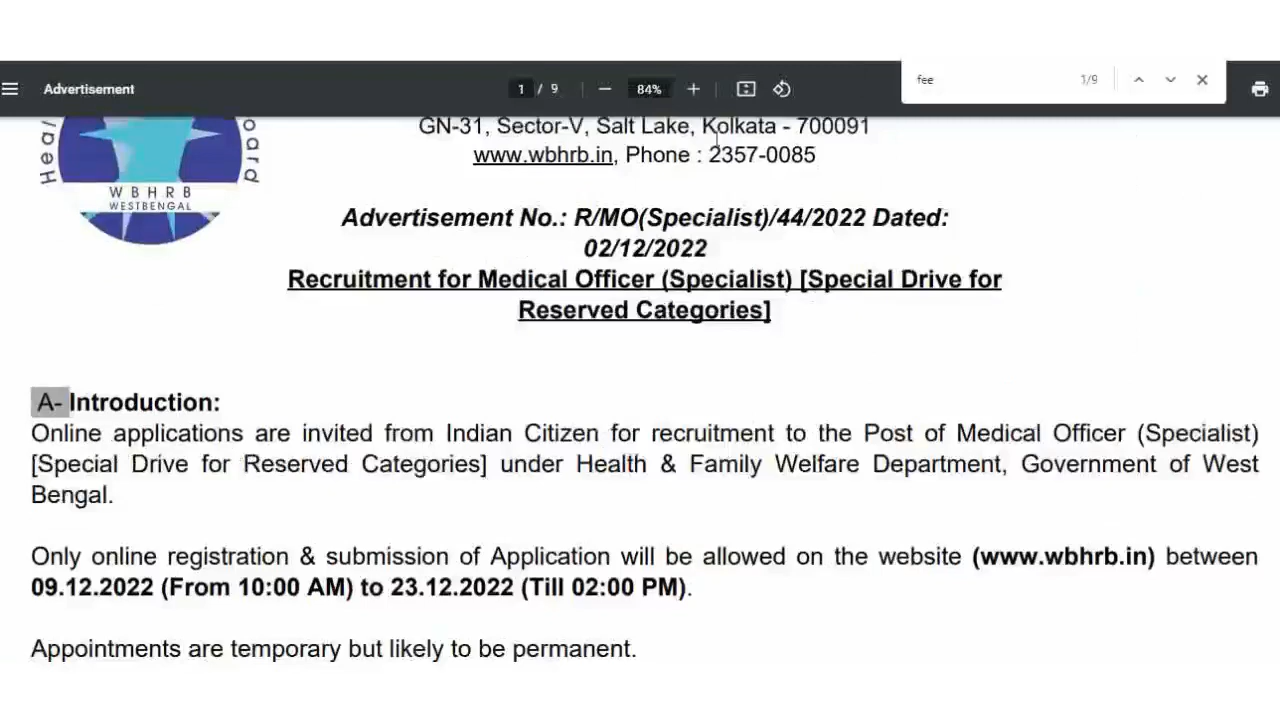 Advertisement
1 / 9
84%
fee
1/9
Heal
oard
W B H R B
WESTBENGAL
GN-31, Sector-V, Salt Lake, Kolkata - 700091
www.wbhrb.in, Phone : 2357-0085
Advertisement No.: R/MO(Specialist)/44/2022 Dated:
02/12/2022
Recruitment for Medical Officer (Specialist) [Special Drive for
Reserved Categories]
A- Introduction:
Online applications are invited from Indian Citizen for recruitment to the Post of Medical Officer (Specialist)
[Special Drive for Reserved Categories] under Health & Family Welfare Department, Government of West
Bengal.
Only online registration & submission of Application will be allowed on the website (www.wbhrb.in) between
09.12.2022 (From 10:00 AM) to 23.12.2022 (Till 02:00 PM).
Appointments are temporary but likely to be permanent.